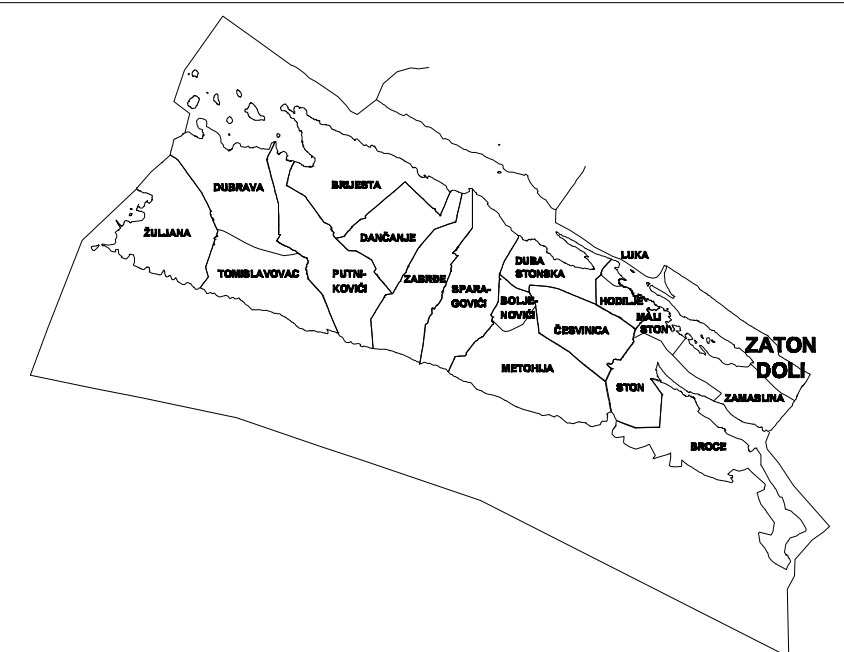 DUBRAVA
BRIJESTA
ŽULJANA
DANČANJE
TOMISLAVOVAC
PUTNI-
KOVIĆI
ZABRĐE
SPARA-
GOVIĆI
DUBA
STONSKA
LUKA
BOLJE-
NOVIĆI
HODILJE
MALI
STON
ČESVINICA
ZATON
DOLI
METOHIJA
STON
ZAMASLINA
BROCE